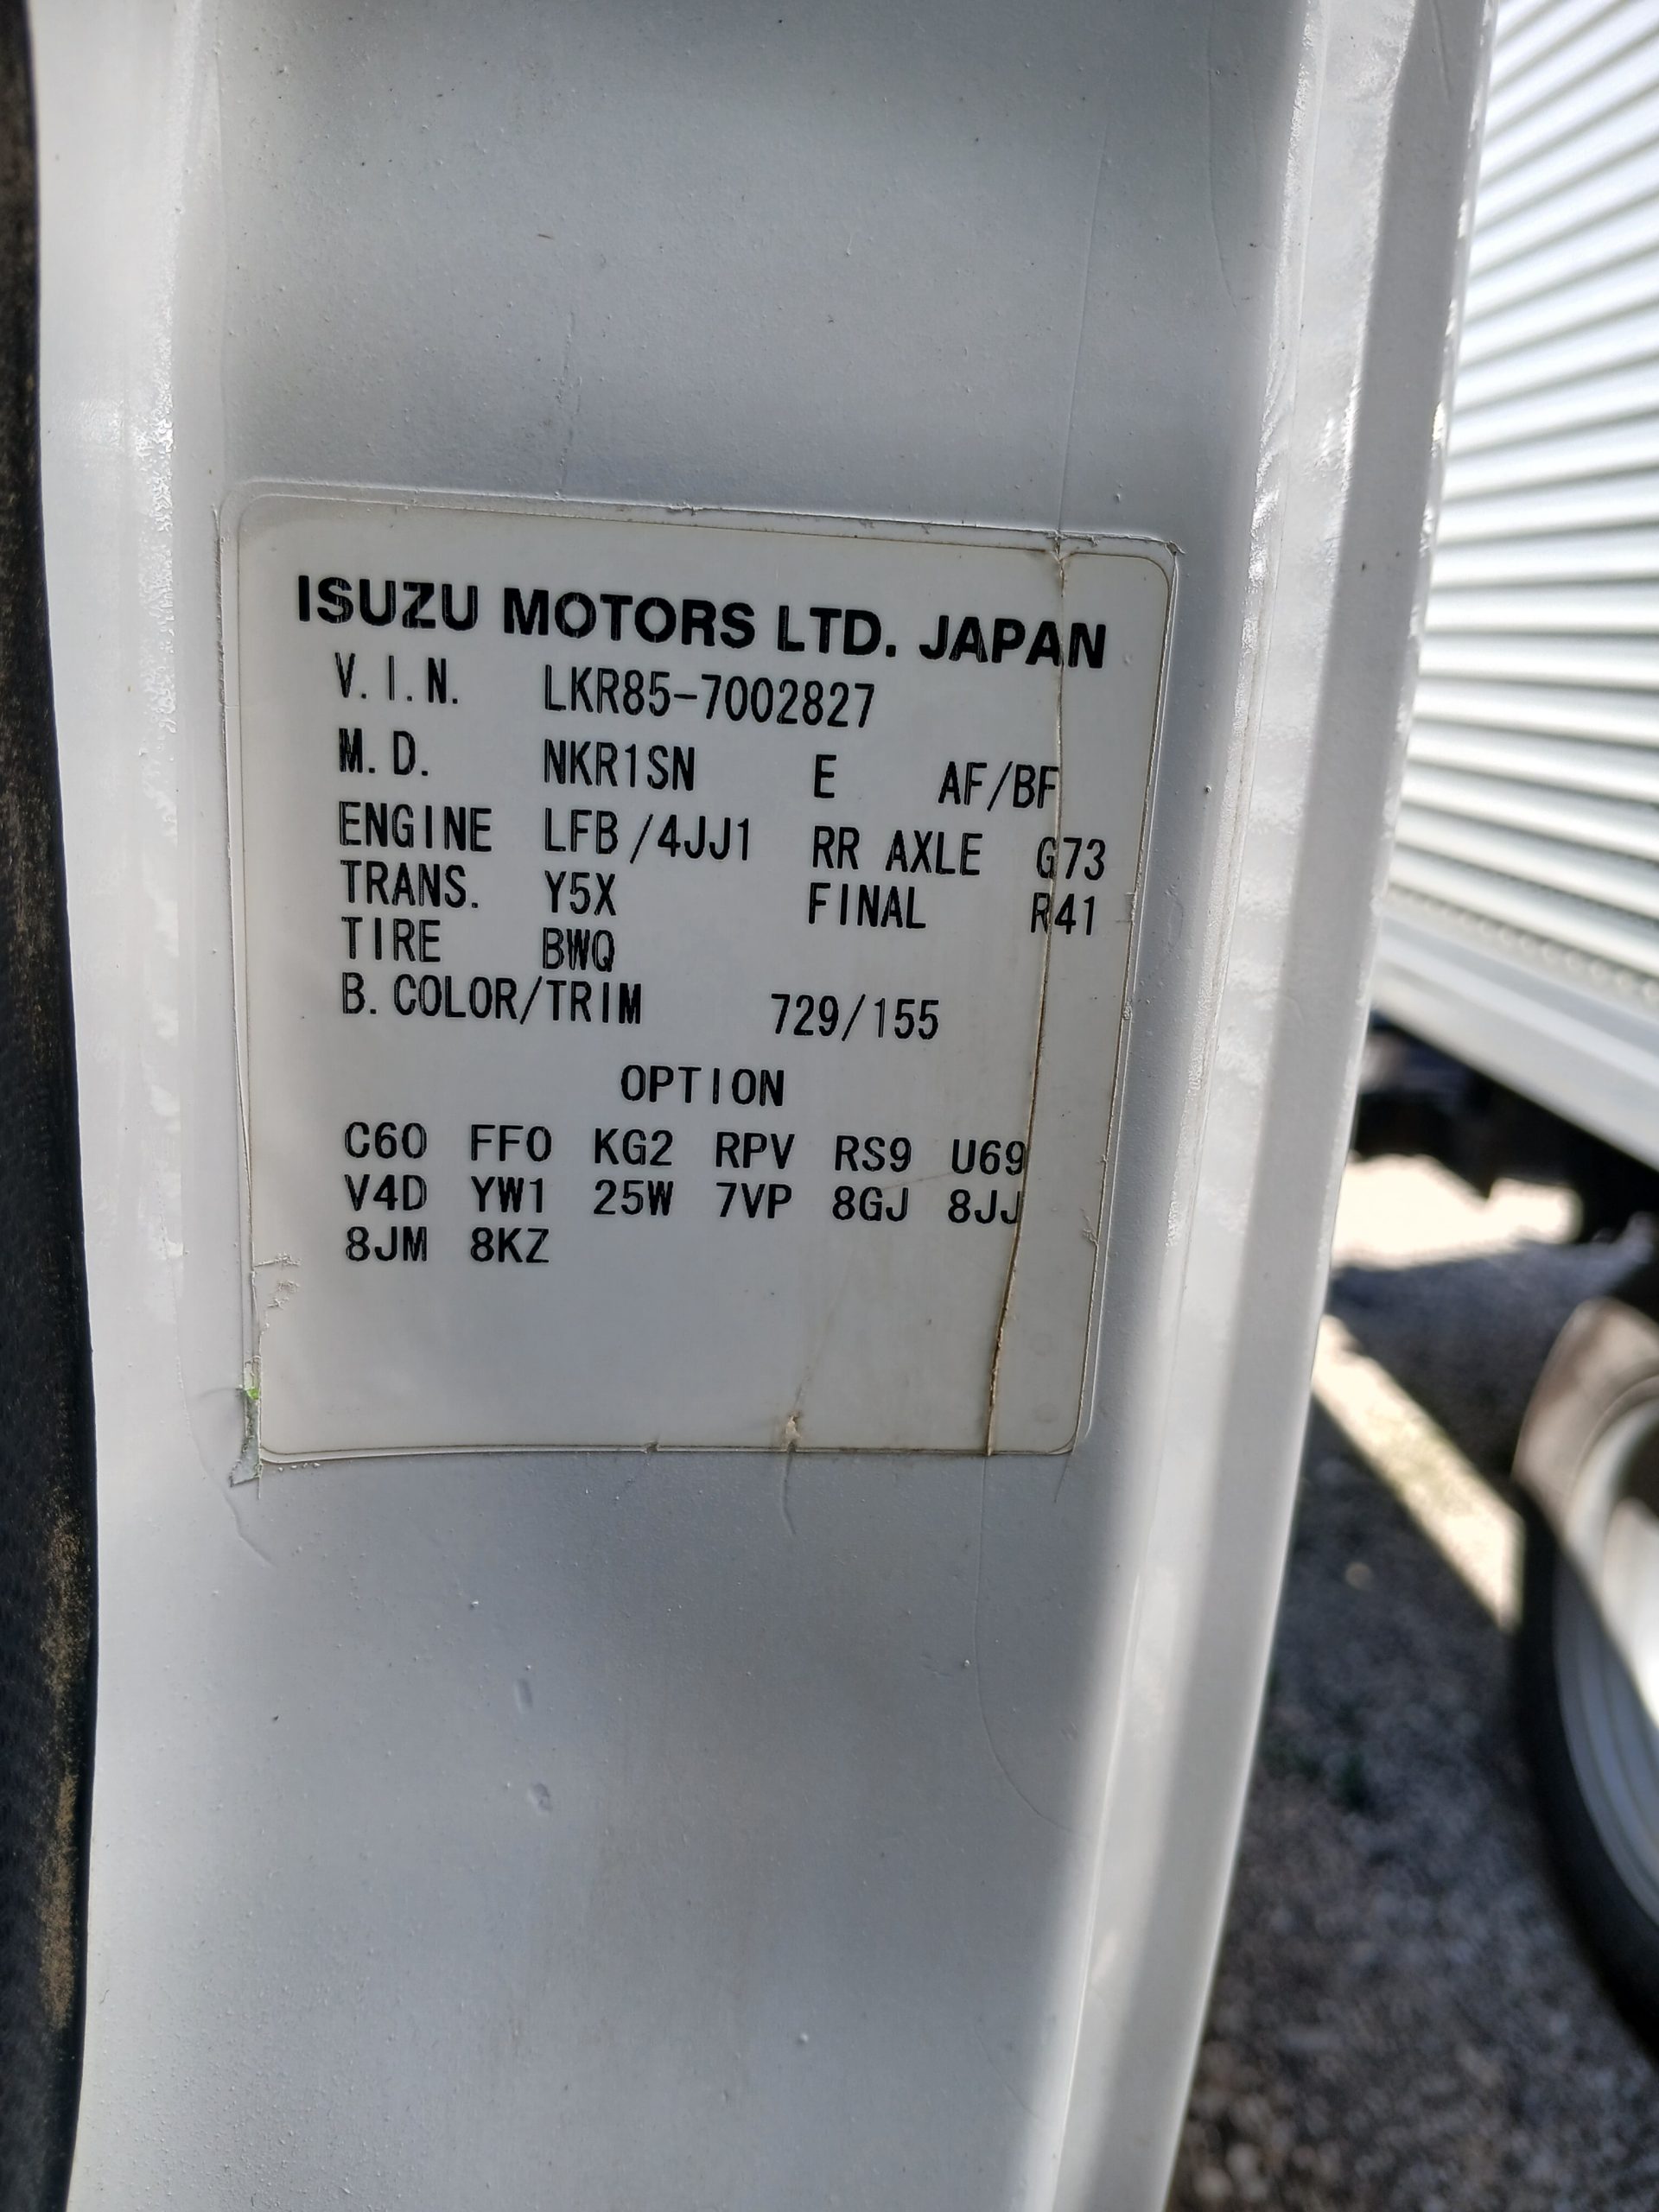 ISUZU MOTORS LTD. JAPAN
V.I.N. LKR85-7002827
M.D. NKR1SN E AF/BF
ENGINE LFB/4JJ1 RR AXLE G73
TRANS. Y5X FINAL R41
TIRE BWQ
B.COLOR/TRIM 729/155
OPTION
C60 FF0 KG2 RPV RS9 U69
V4D YW1 25W 7VP 8GJ 8JJ
8JM 8KZ